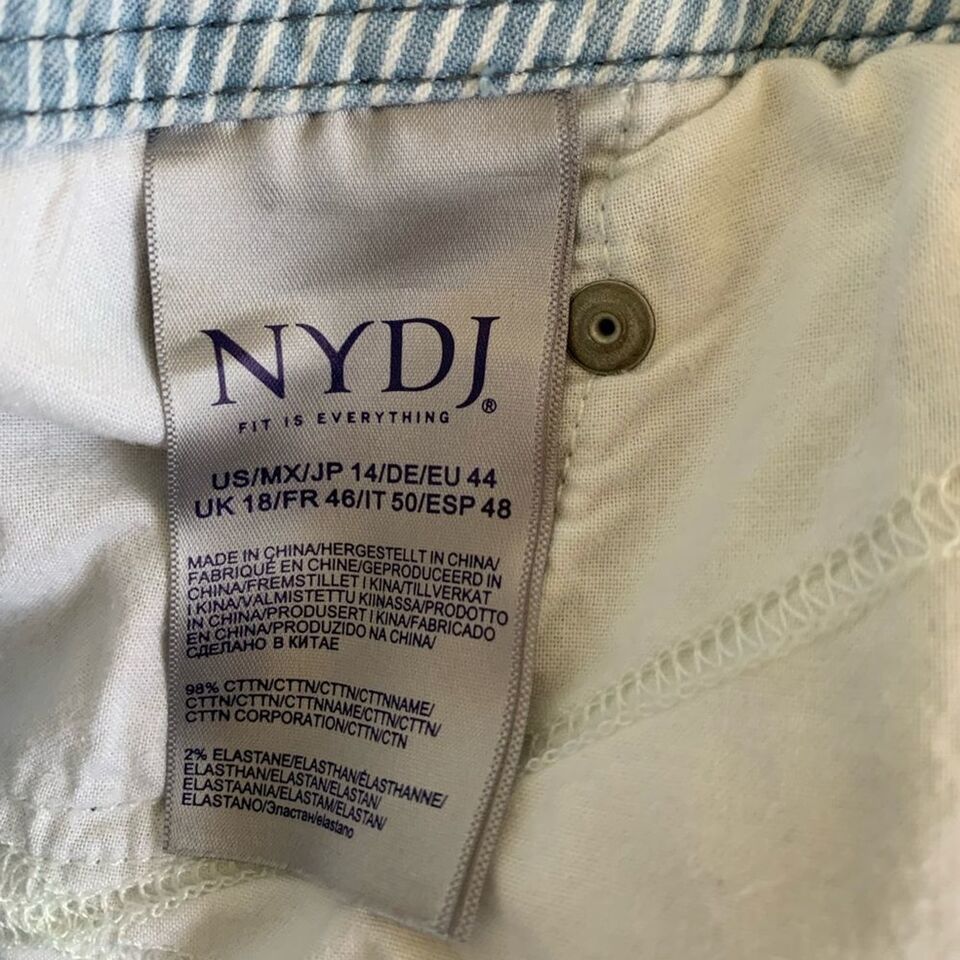 NYDJ®
FIT IS EVERYTHING
US/MX/JP 14/DE/EU 44
UK 18/FR 46/IT 50/ESP 48
MADE IN CHINA/HERGESTELLT IN CHINA/
FABRIQUÉ EN CHINE/GEPRODUCEERD IN
CHINA/FREMSTILLET I KINA/TILLVERKAT
I KINA/VALMISTETTU KIINASSA/PRODOTTO
IN CHINA/PRODUSERT I KINA/FABRICADO
EN CHINA/PRODUZIDO NA CHINA/
СДЕЛАНО В КИТАЕ
98% CTTN/CTTN/CTTN/CTTNNAME/
CTTN/CTTN/CTTNNAME/CTTN/CTTN/
CTTN CORPORATION/CTTN/CTN
2% ELASTANE/ELASTHAN/ÉLASTHANNE/
ELASTHAN/ELASTAN/ELASTAN/
ELASTAANIA/ELASTAM/ELASTAN/
ELASTANO/Эластан/elastano